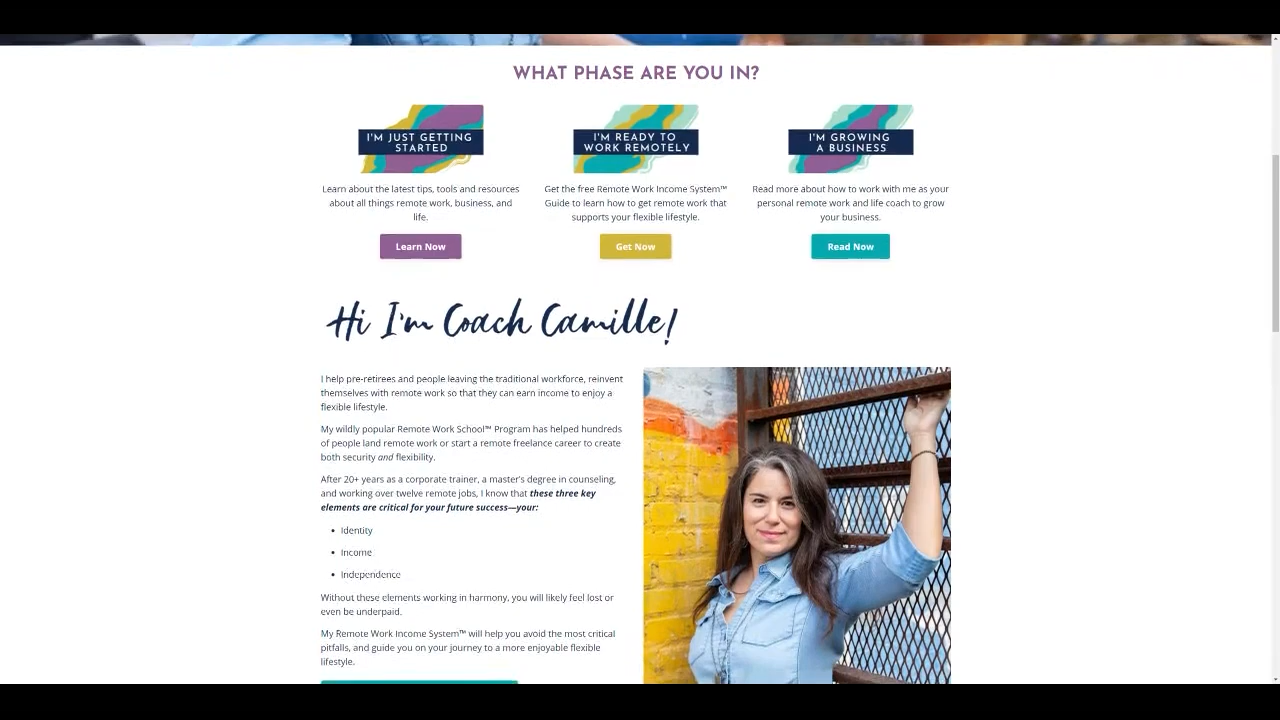 WHAT PHASE ARE YOU IN?
I'M JUST GETTING
STARTED
I'M READY TO
WORK REMOTELY
I'M GROWING
A BUSINESS
Learn about the latest tips, tools and resources
about all things remote work, business, and
life.
Get the free Remote Work Income System™
Guide to learn how to get remote work that
supports your flexible lifestyle.
Read more about how to work with me as your
personal remote work and life coach to grow
your business.
Learn Now
Get Now
Read Now
Hi I'm Coach Camille!
I help pre-retirees and people leaving the traditional workforce, reinvent
themselves with remote work so that they can earn income to enjoy a
flexible lifestyle.
My wildly popular Remote Work School™ Program has helped hundreds
of people land remote work or start a remote freelance career to create
both security and flexibility.
After 20+ years as a corporate trainer, a master's degree in counseling,
and working over twelve remote jobs, I know that these three key
elements are critical for your future success—your:
• Identity
• Income
• Independence
Without these elements working in harmony, you will likely feel lost or
even be underpaid.
My Remote Work Income System™ will help you avoid the most critical
pitfalls, and guide you on your journey to a more enjoyable flexible
lifestyle.